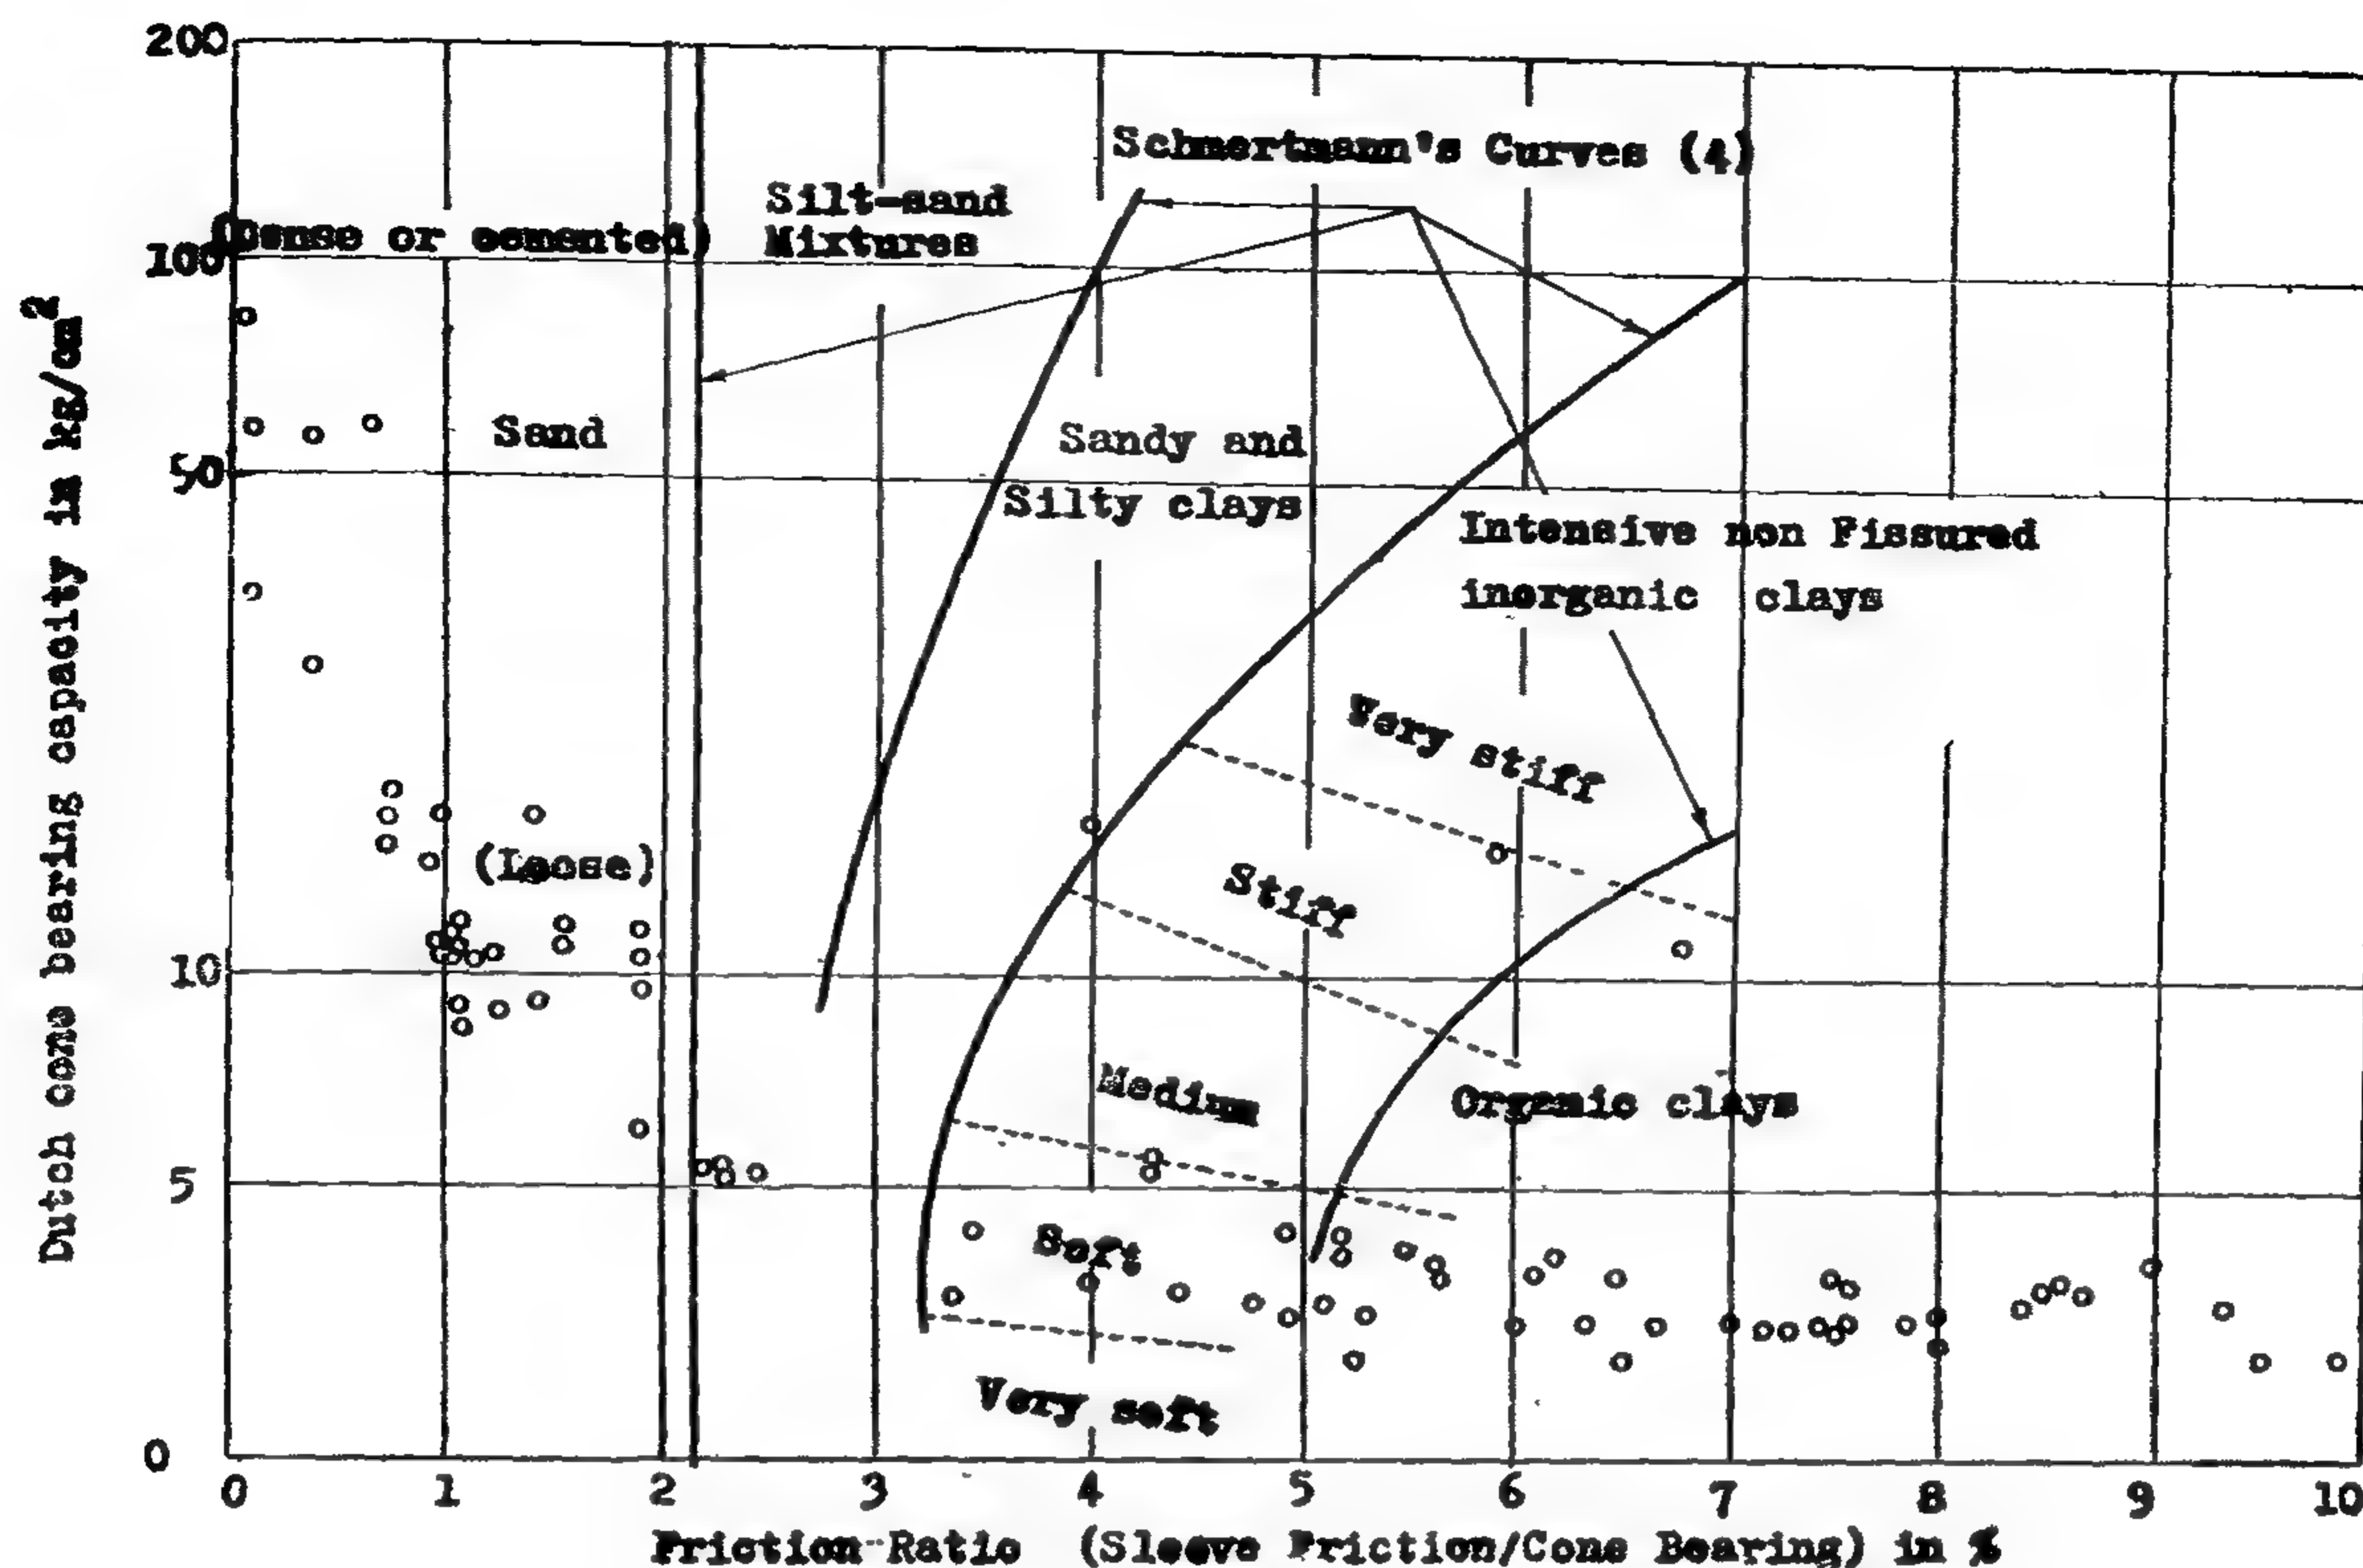 200
Schmertmann's Curves (4)
Silt-sand
Mixtures
(Dense or cemented)
100
Sand
Sandy and
Silty clays
50
Intensive non Fissured
inorganic clays
Very stiff
(Loose)
Stiff
10
Medium
Organic clays
5
Soft
Very soft
0
0 1 2 3 4 5 6 7 8 9 10
Friction Ratio (Sleeve Friction/Cone Bearing) in %
Dutch cone bearing capacity in kg/cm²